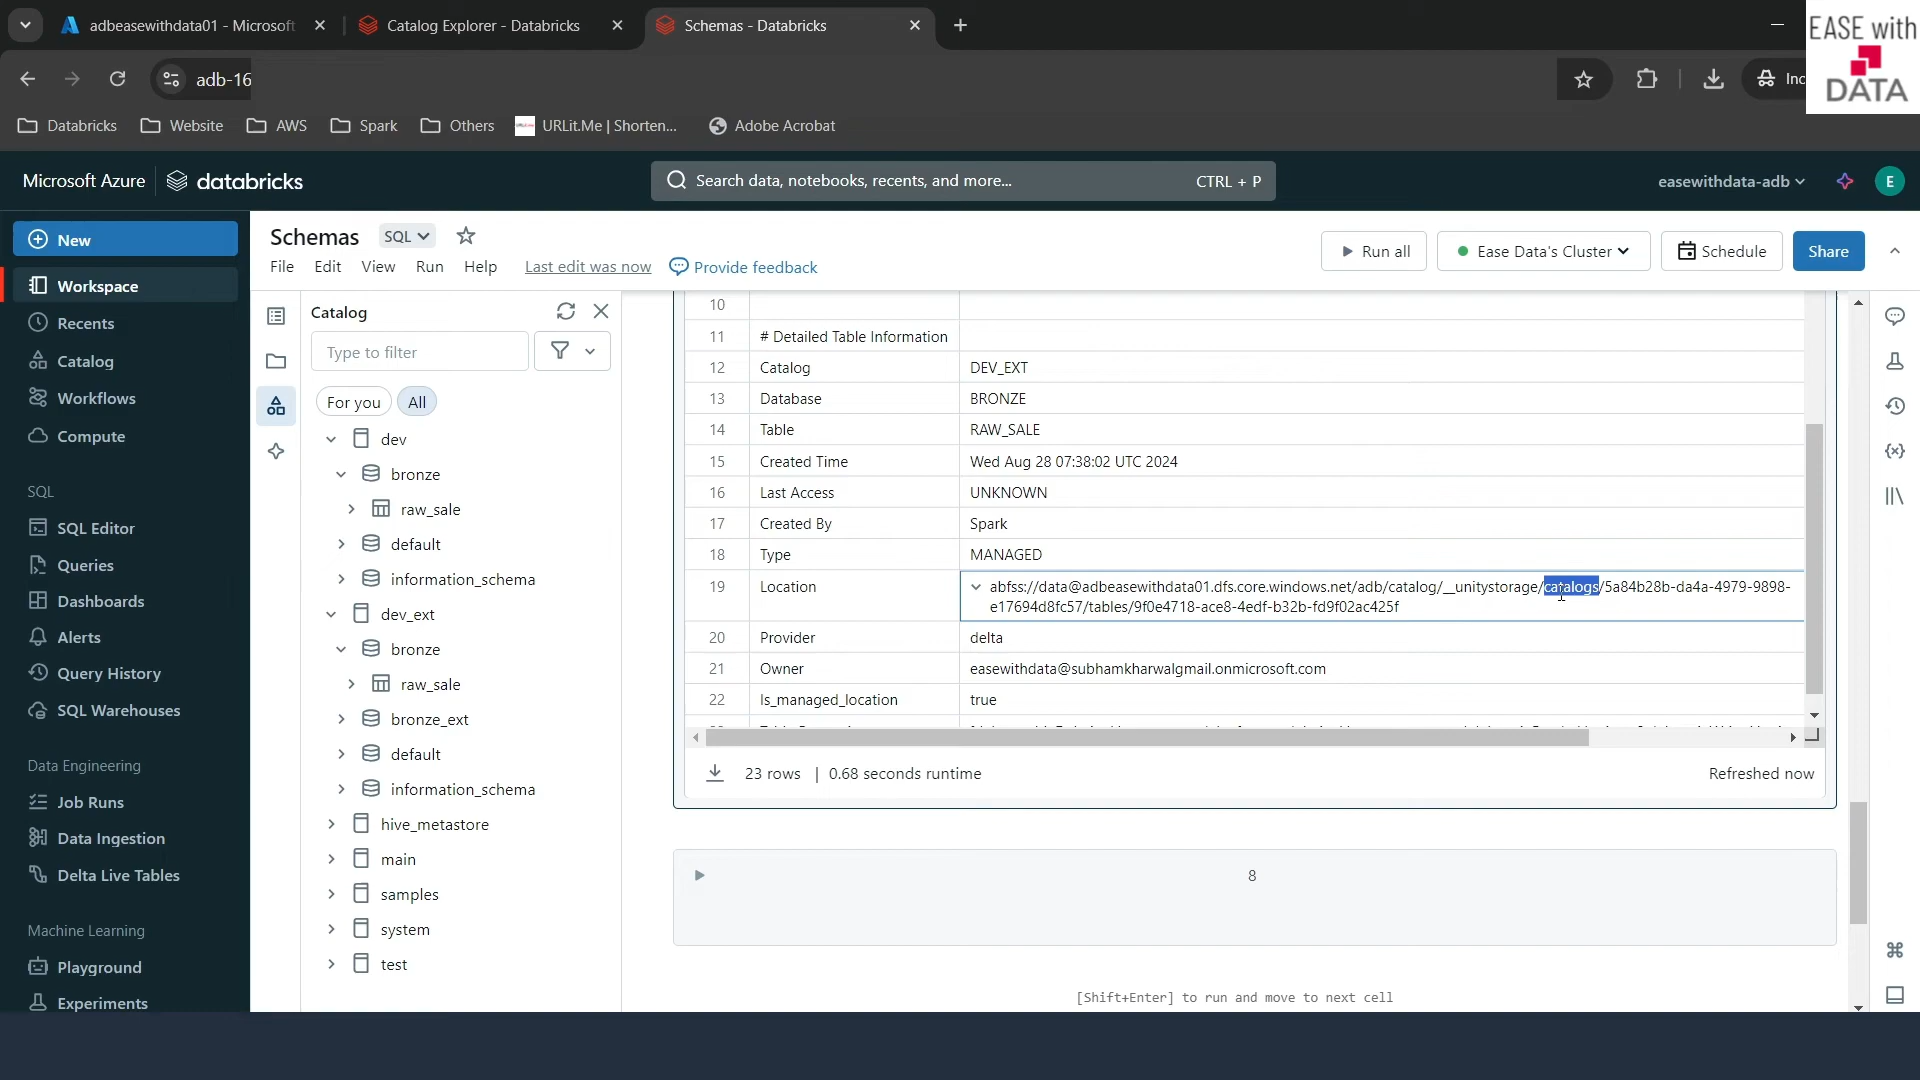 adbeasewithdata01 - Microsoft
Catalog Explorer - Databricks
Schemas - Databricks
EASE with
DATA
adb-16
Inc
Databricks
Website
AWS
Spark
Others
URLit.Me | Shorten...
Adobe Acrobat
Microsoft Azure
databricks
Search data, notebooks, recents, and more...
CTRL + P
easewithdata-adb
E
New
Workspace
Recents
Catalog
Workflows
Compute
SQL
SQL Editor
Queries
Dashboards
Alerts
Query History
SQL Warehouses
Data Engineering
Job Runs
Data Ingestion
Delta Live Tables
Machine Learning
Playground
Experiments
Schemas
SQL
File
Edit
View
Run
Help
Last edit was now
Provide feedback
Run all
Ease Data's Cluster
Schedule
Share
Catalog
Type to filter
For you
All
dev
bronze
raw_sale
default
information_schema
dev_ext
bronze
raw_sale
bronze_ext
default
information_schema
hive_metastore
main
samples
system
test
10
11 # Detailed Table Information
12 Catalog DEV_EXT
13 Database BRONZE
14 Table RAW_SALE
15 Created Time Wed Aug 28 07:38:02 UTC 2024
16 Last Access UNKNOWN
17 Created By Spark
18 Type MANAGED
19 Location abfss://data@adbeasewithdata01.dfs.core.windows.net/adb/catalog/__unitystorage/catalogs/5a84b28b-da4a-4979-9898-
e17694d8fc57/tables/9f0e4718-ace8-4edf-b32b-fd9f02ac425f
20 Provider delta
21 Owner easewithdata@subhamkharwalgmail.onmicrosoft.com
22 Is_managed_location true
23 rows | 0.68 seconds runtime
Refreshed now
8
[Shift+Enter] to run and move to next cell